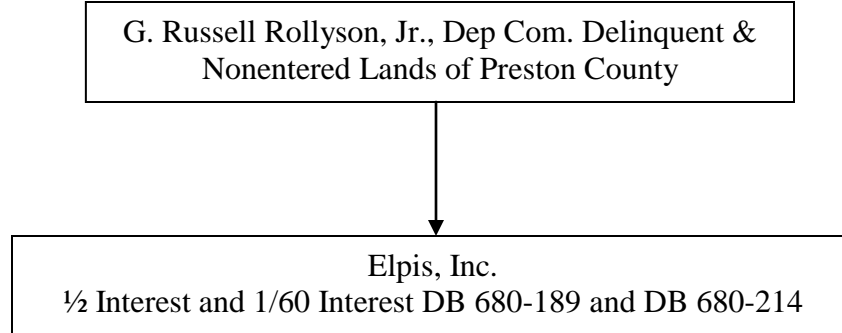 G. Russell Rollyson, Jr., Dep Com. Delinquent &
Nonentered Lands of Preston County
Elpis, Inc.
½ Interest and 1/60 Interest DB 680-189 and DB 680-214